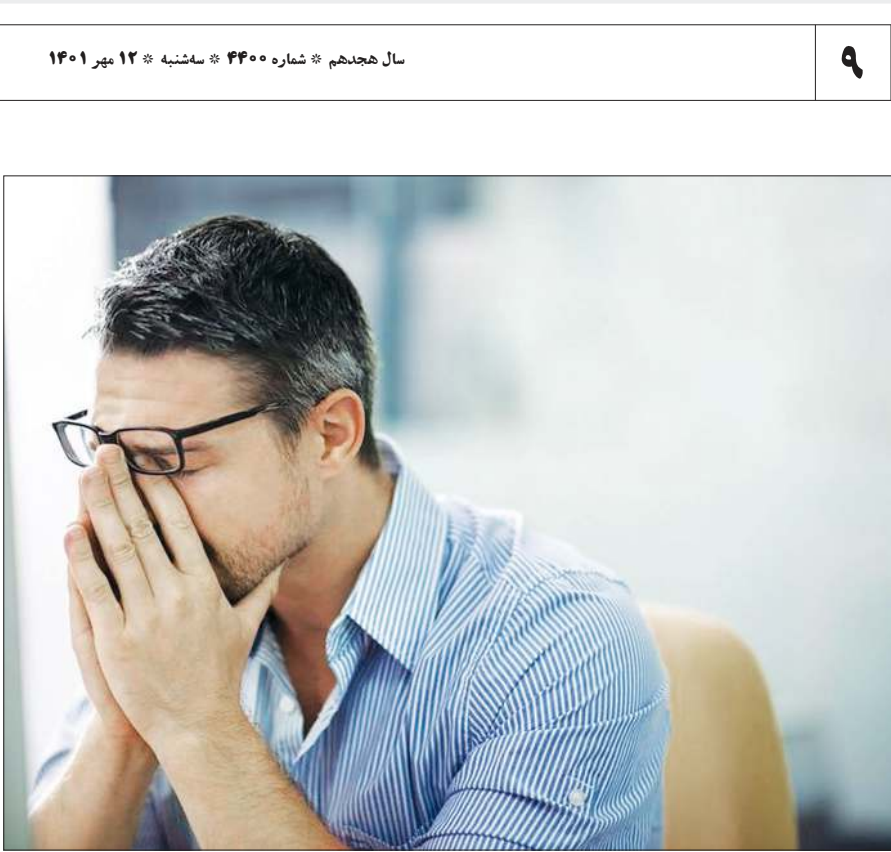 ۹
سال هجدهم * شماره ۴۴۰۰ * سه‌شنبه * ۱۲ مهر ۱۴۰۱